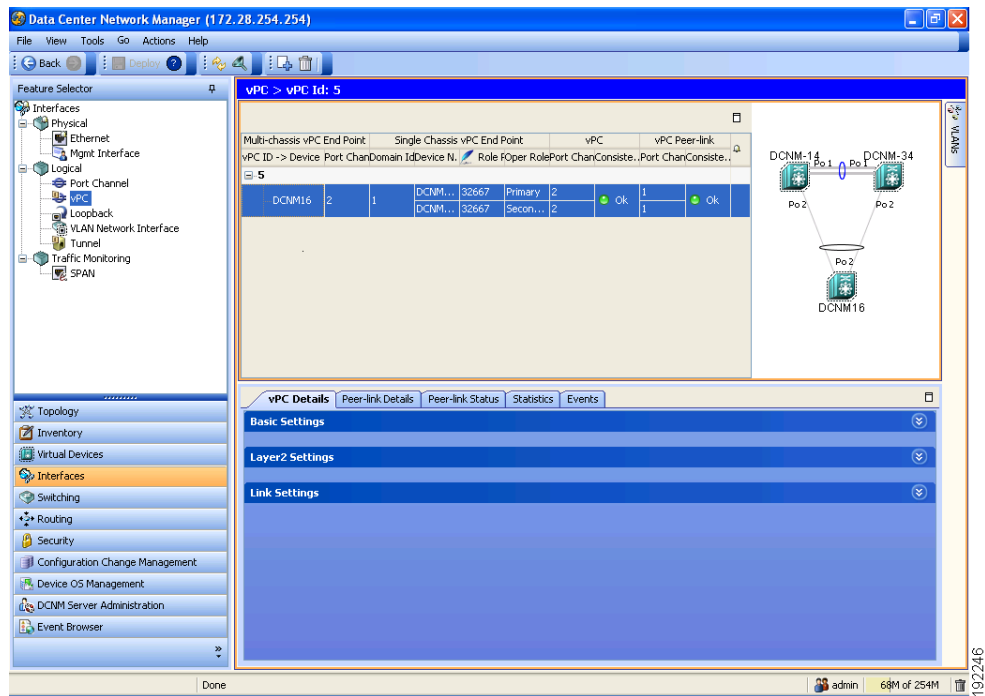 Data Center Network Manager (172.28.254.254)
File View Tools Go Actions Help
Back Deploy ?
Feature Selector
Interfaces
Physical
Ethernet
Mgmt Interface
Logical
Port Channel
vPC
Loopback
VLAN Network Interface
Tunnel
Traffic Monitoring
SPAN
Topology
Inventory
Virtual Devices
Interfaces
Switching
Routing
Security
Configuration Change Management
Device OS Management
DCNM Server Administration
Event Browser
vPC > vPC Id: 5
Multi-chassis vPC End Point Single Chassis vPC End Point vPC vPC Peer-link
vPC ID -> Device Port Chan Domain Id Device N. Role F Oper Role Port Chan Consiste.. Port Chan Consiste..
5
DCNM16 2 1 DCNM... 32667 Primary 2 Ok 1 Ok
DCNM... 32667 Secon... 2 1
DCNM-14 Po 1 Po 1 DCNM-34
Po 2 Po 2
Po 2
DCNM16
VLANs
vPC Details Peer-link Details Peer-link Status Statistics Events
Basic Settings
Layer2 Settings
Link Settings
Done admin 68M of 254M
192246